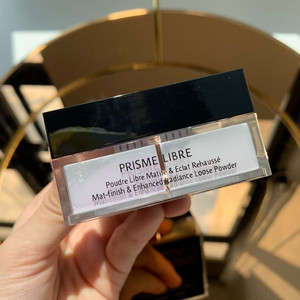 PRISME LIBRE
Poudre Libre Matité & Eclat Rehaussé
Mat-finish & Enhanced Radiance Loose Powder